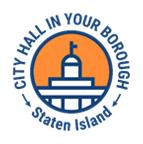 CITY HALL IN YOUR BOROUGH
Staten Island